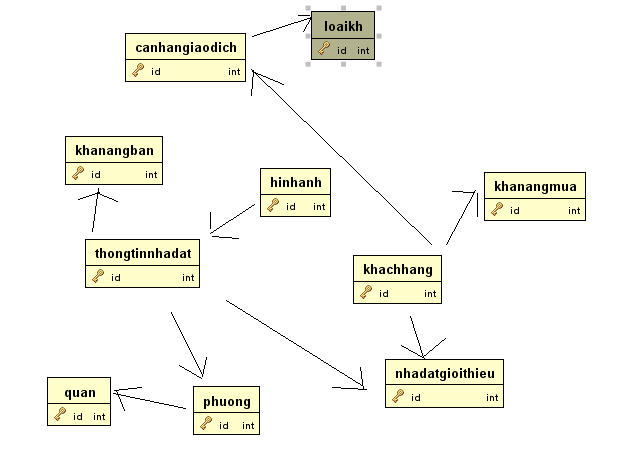 loaikh
id int
canhangiaodich
id int
khanangban
id int
hinhanh
id int
khanangmua
id int
thongtinnhadat
id int
khachhang
id int
nhadatgioithieu
id int
quan
id int
phuong
id int